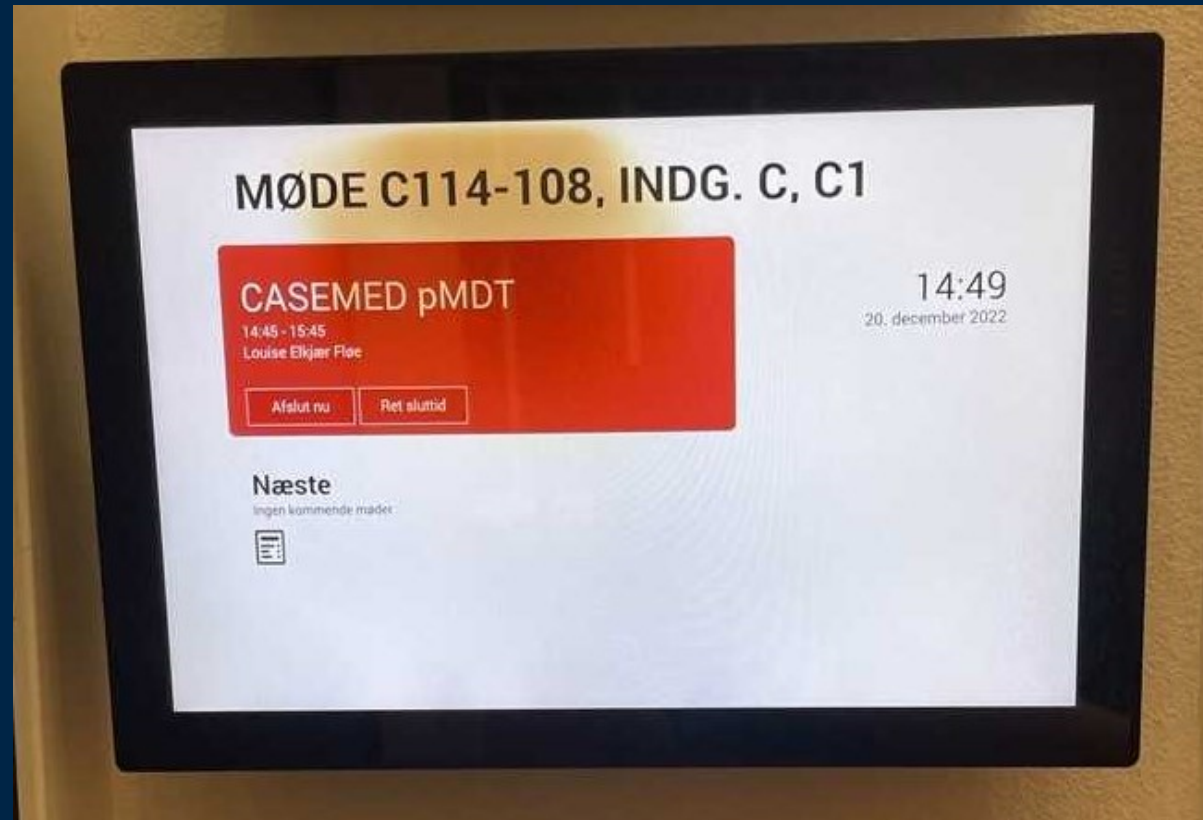 MØDE C114-108, INDG. C, C1
CASEMED pMDT
14:45 - 15:45
Louise Elkjær Fløe
Afslut nu
Ret sluttid
14:49
20. december 2022
Næste
Ingen kommende møder